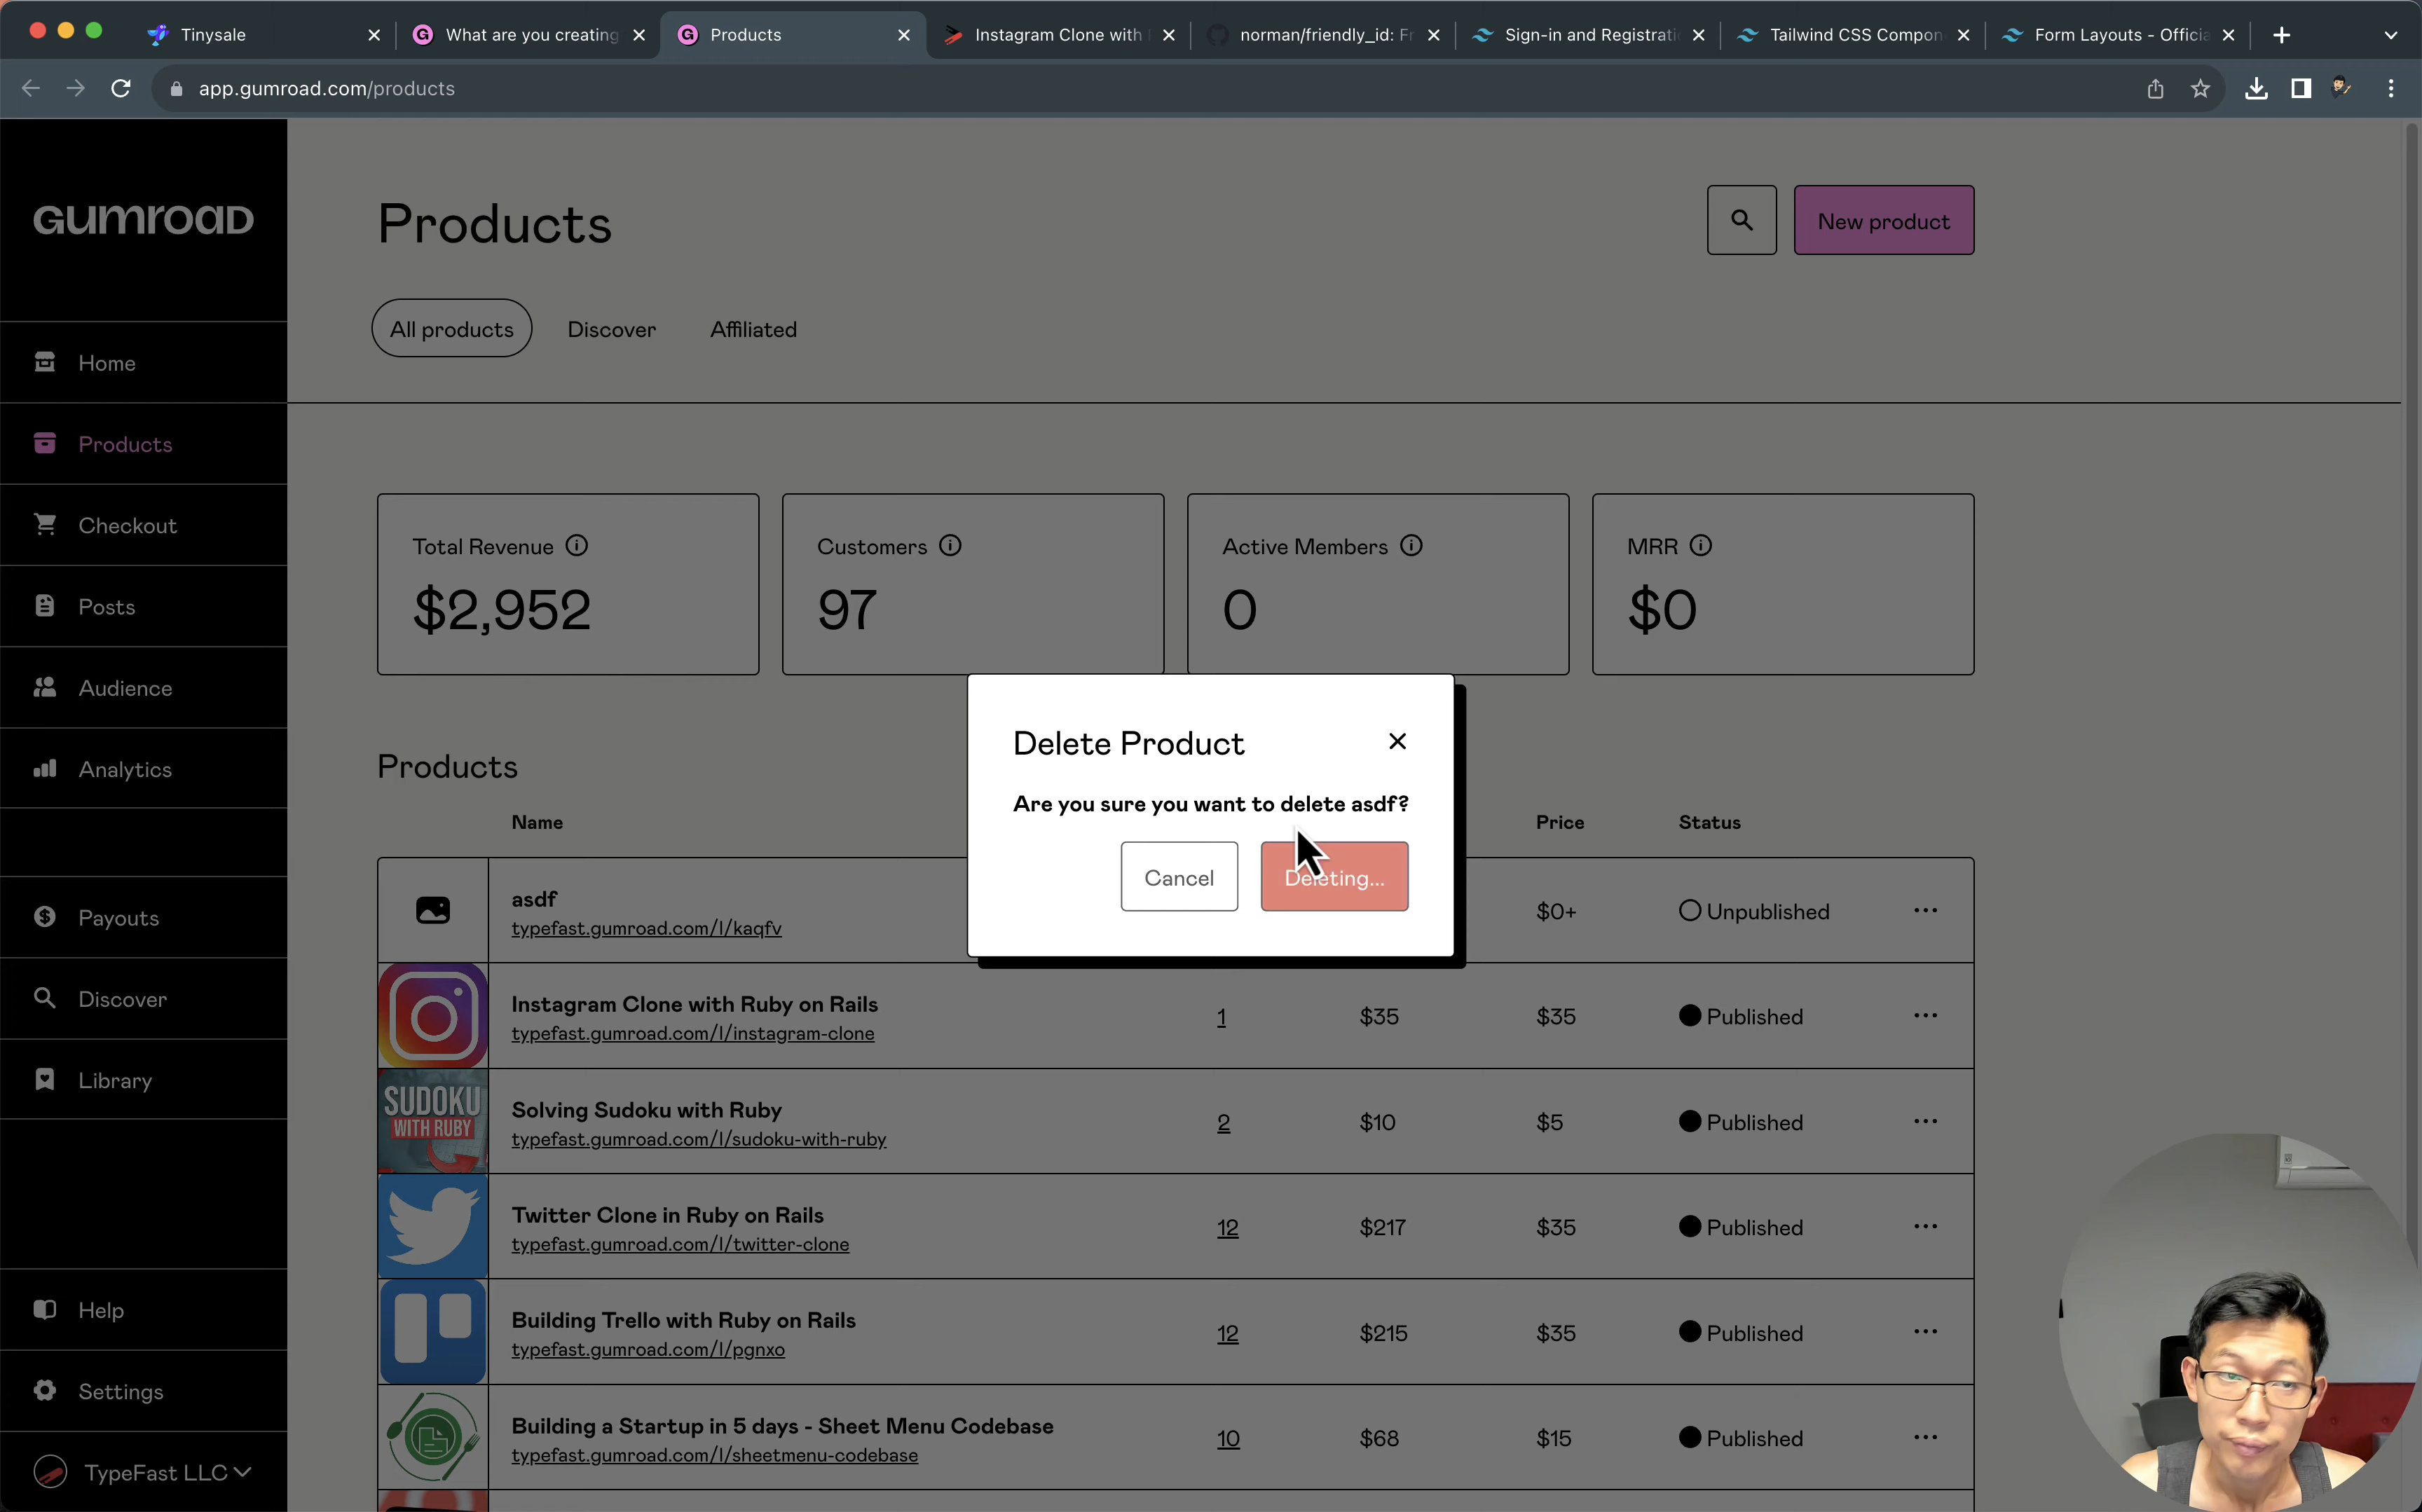 Tinysale
What are you creating
Products
Instagram Clone with
norman/friendly_id: Fr
Sign-in and Registrati
Tailwind CSS Compon
Form Layouts - Officia
app.gumroad.com/products
GUMROAD
Home
Products
Checkout
Posts
Audience
Analytics
Payouts
Discover
Library
Help
Settings
TypeFast LLC
Products
New product
All products
Discover
Affiliated
Total Revenue
$2,952
Customers
97
Active Members
0
MRR
$0
Delete Product
Are you sure you want to delete asdf?
Cancel
Deleting...
Products
Name
Price
Status
asdf
typefast.gumroad.com/l/kaqfv
$0+
Unpublished
Instagram Clone with Ruby on Rails
typefast.gumroad.com/l/instagram-clone
1
$35
$35
Published
SUDOKU
WITH RUBY
Solving Sudoku with Ruby
typefast.gumroad.com/l/sudoku-with-ruby
2
$10
$5
Published
Twitter Clone in Ruby on Rails
typefast.gumroad.com/l/twitter-clone
12
$217
$35
Published
Building Trello with Ruby on Rails
typefast.gumroad.com/l/pgnxo
12
$215
$35
Published
Building a Startup in 5 days - Sheet Menu Codebase
typefast.gumroad.com/l/sheetmenu-codebase
10
$68
$15
Published